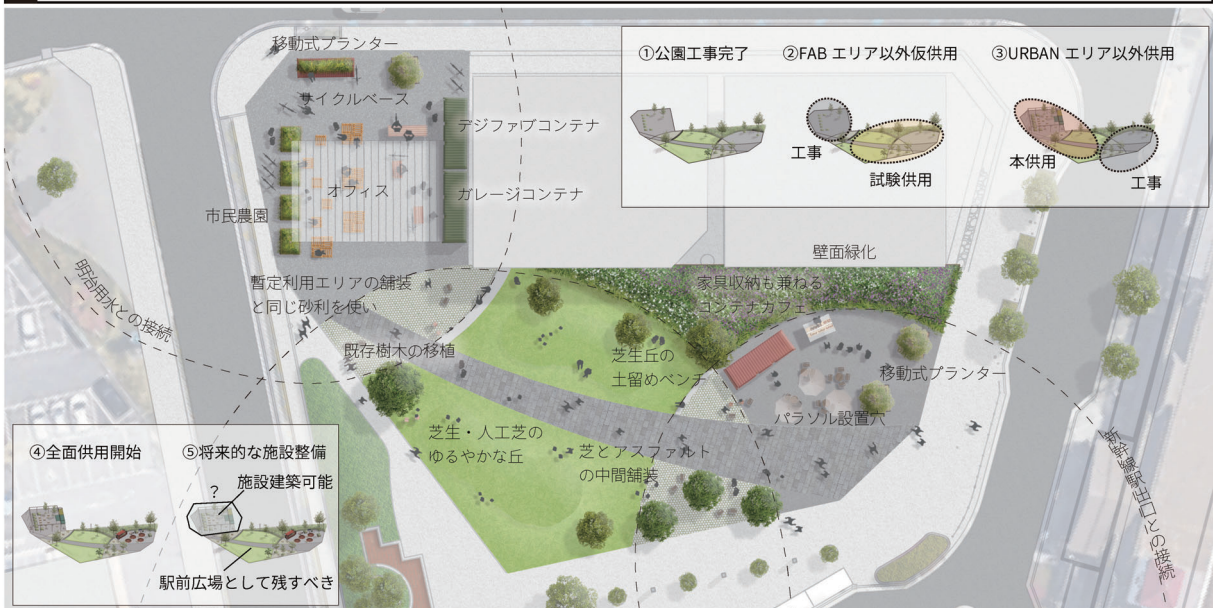 移動式プランター
サイクルベース
デジファブコンテナ
オフィス
ガレージコンテナ
市民農園
①公園工事完了
②FAB エリア以外仮供用
③URBAN エリア以外供用
工事
試験供用
本供用
工事
壁面緑化
明治用水との接続
暫定利用エリアの舗装
と同じ砂利を使い
家具収納も兼ねる
コンテナカフェ
既存樹木の移植
芝生丘の
土留めベンチ
移動式プランター
パラソル設置穴
芝生・人工芝の
ゆるやかな丘
芝とアスファルト
の中間舗装
新幹線駅出口との接続
④全面供用開始
⑤将来的な施設整備
?
施設建築可能
駅前広場として残すべき